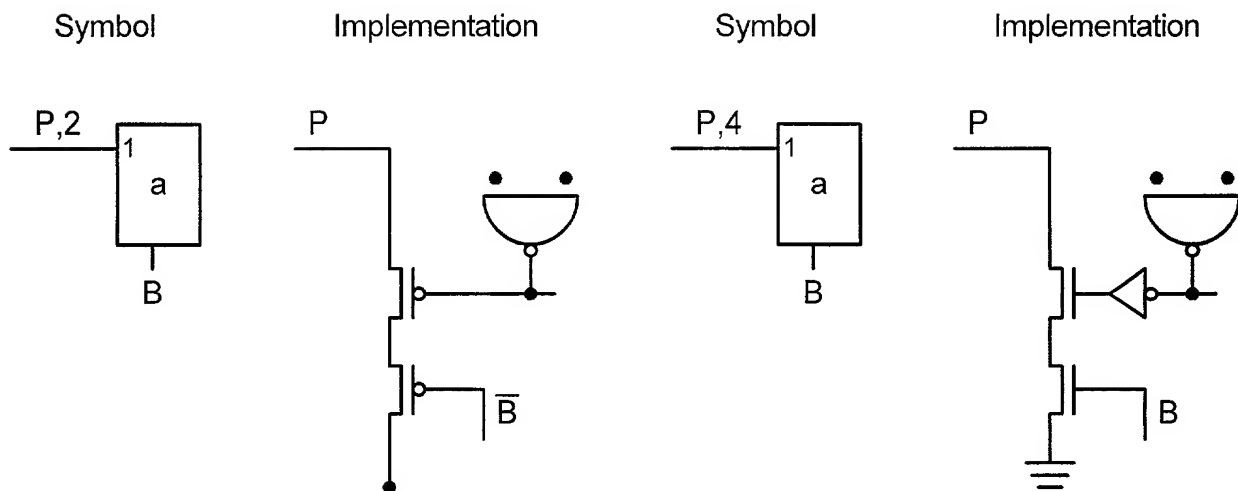 Symbol Implementation Symbol Implementation
P,2 P P,4 P
1 1
a a
B B
B̅ B